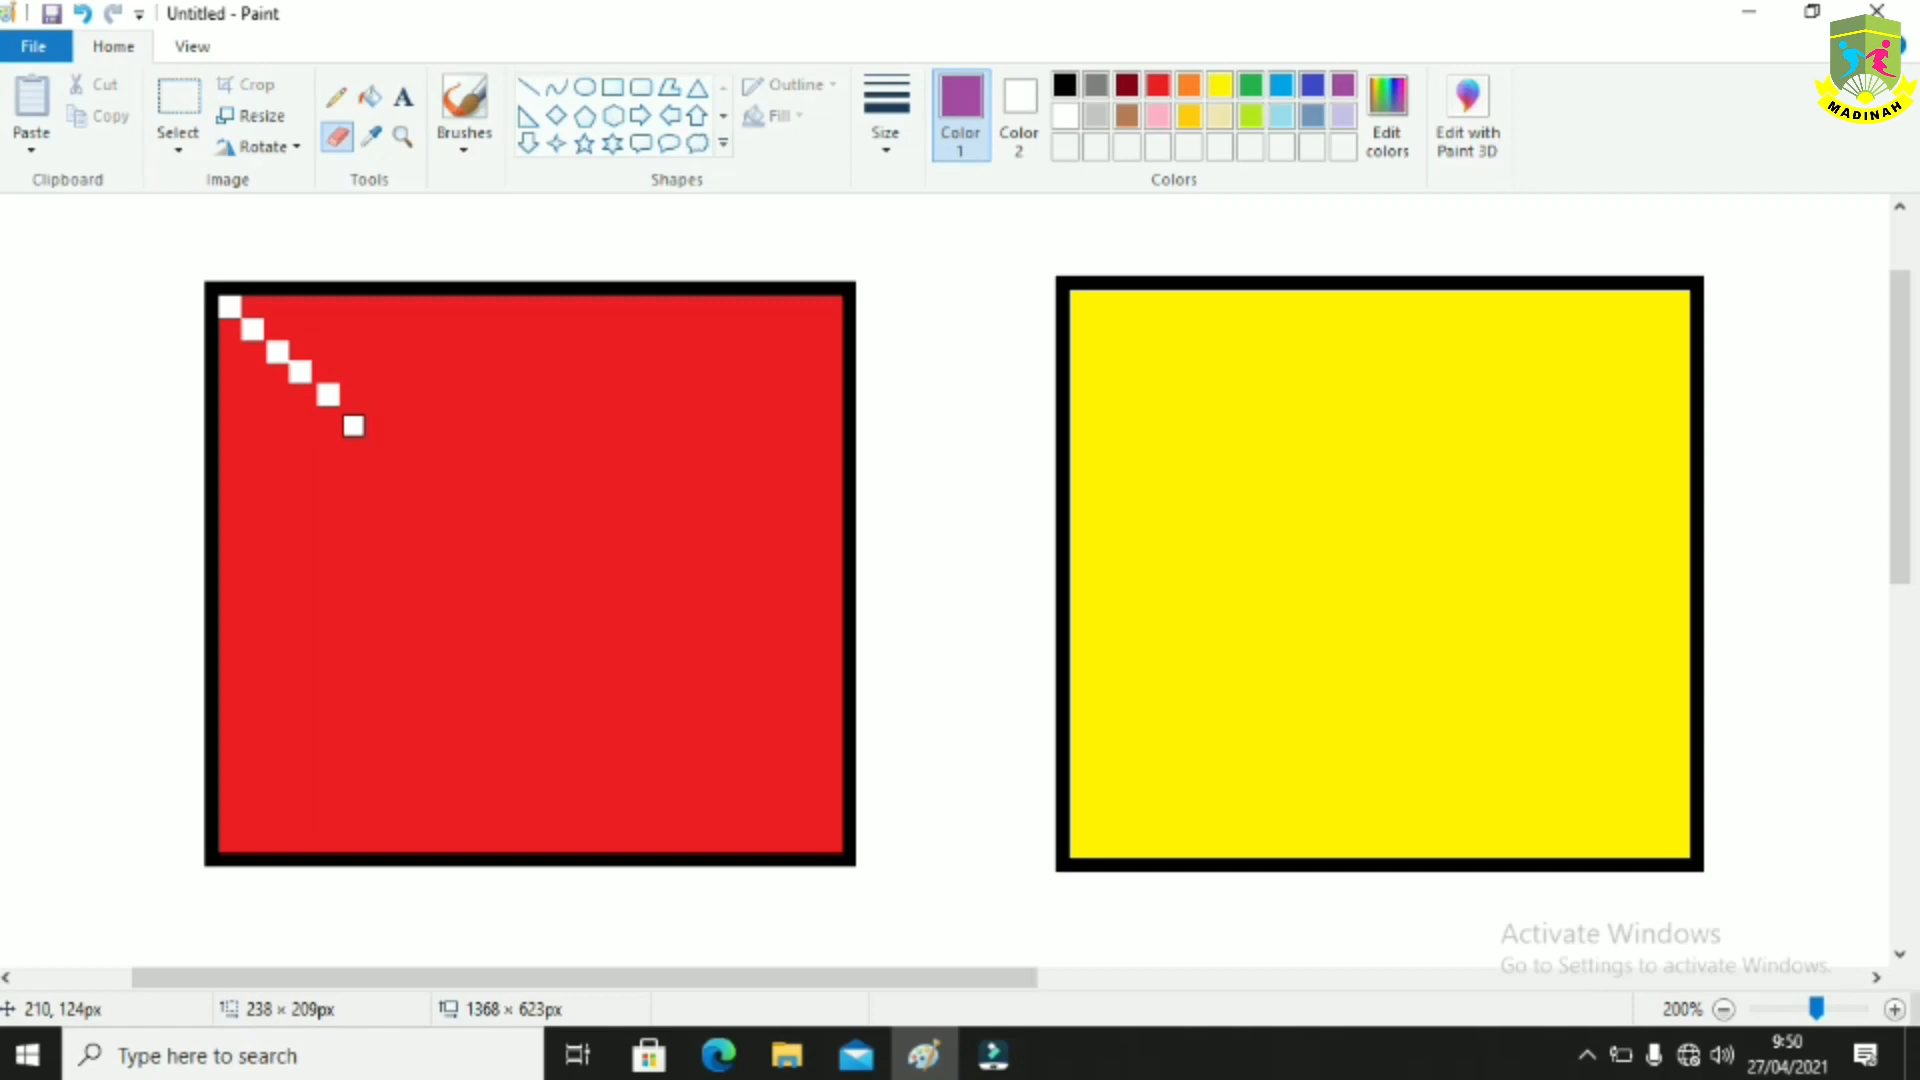 Untitled - Paint
File Home View
Paste Cut Copy Clipboard
Select Crop Resize Rotate Image
A
Tools
Brushes
Shapes
Outline
Fill
Size
Color 1
Color 2
Edit colors
Colors
Edit with Paint 3D
MADINAH
Activate Windows
Go to Settings to activate Windows.
210, 124px 238 × 209px 1368 × 623px 200%
Type here to search
9:50
27/04/2021